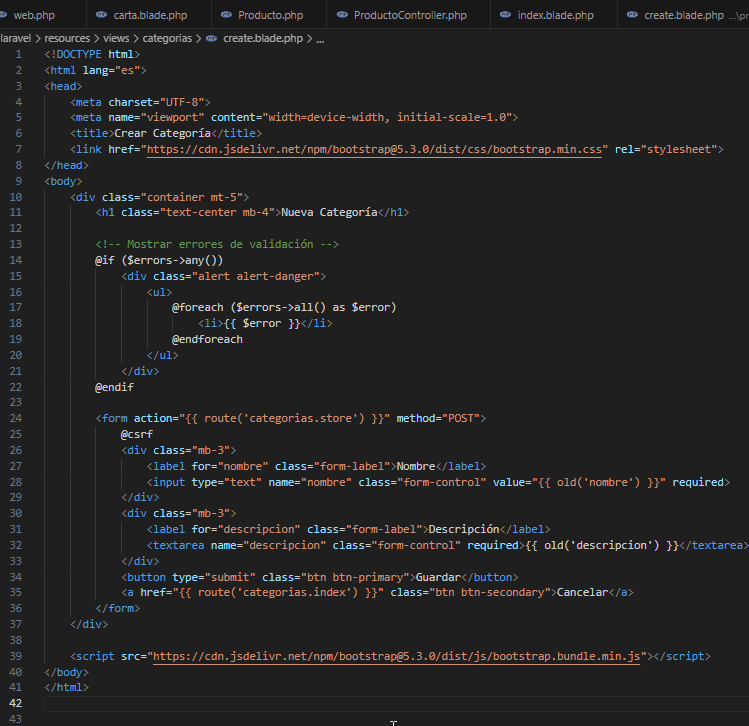 web.php carta.blade.php Producto.php ProductoController.php index.blade.php create.blade.php ...\pr
laravel > resources > views > categorias > create.blade.php > ...
1 <!DOCTYPE html>
2 <html lang="es">
3 <head>
4 <meta charset="UTF-8">
5 <meta name="viewport" content="width=device-width, initial-scale=1.0">
6 <title>Crear Categoría</title>
7 <link href="https://cdn.jsdelivr.net/npm/bootstrap@5.3.0/dist/css/bootstrap.min.css" rel="stylesheet">
8 </head>
9 <body>
10 <div class="container mt-5">
11 <h1 class="text-center mb-4">Nueva Categoría</h1>
12
13 <!-- Mostrar errores de validación -->
14 @if ($errors->any())
15 <div class="alert alert-danger">
16 <ul>
17 @foreach ($errors->all() as $error)
18 <li>{{ $error }}</li>
19 @endforeach
20 </ul>
21 </div>
22 @endif
23
24 <form action="{{ route('categorias.store') }}" method="POST">
25 @csrf
26 <div class="mb-3">
27 <label for="nombre" class="form-label">Nombre</label>
28 <input type="text" name="nombre" class="form-control" value="{{ old('nombre') }}" required>
29 </div>
30 <div class="mb-3">
31 <label for="descripcion" class="form-label">Descripción</label>
32 <textarea name="descripcion" class="form-control" required>{{ old('descripcion') }}</textarea>
33 </div>
34 <button type="submit" class="btn btn-primary">Guardar</button>
35 <a href="{{ route('categorias.index') }}" class="btn btn-secondary">Cancelar</a>
36 </form>
37 </div>
38
39 <script src="https://cdn.jsdelivr.net/npm/bootstrap@5.3.0/dist/js/bootstrap.bundle.min.js"></script>
40 </body>
41 </html>
42
43